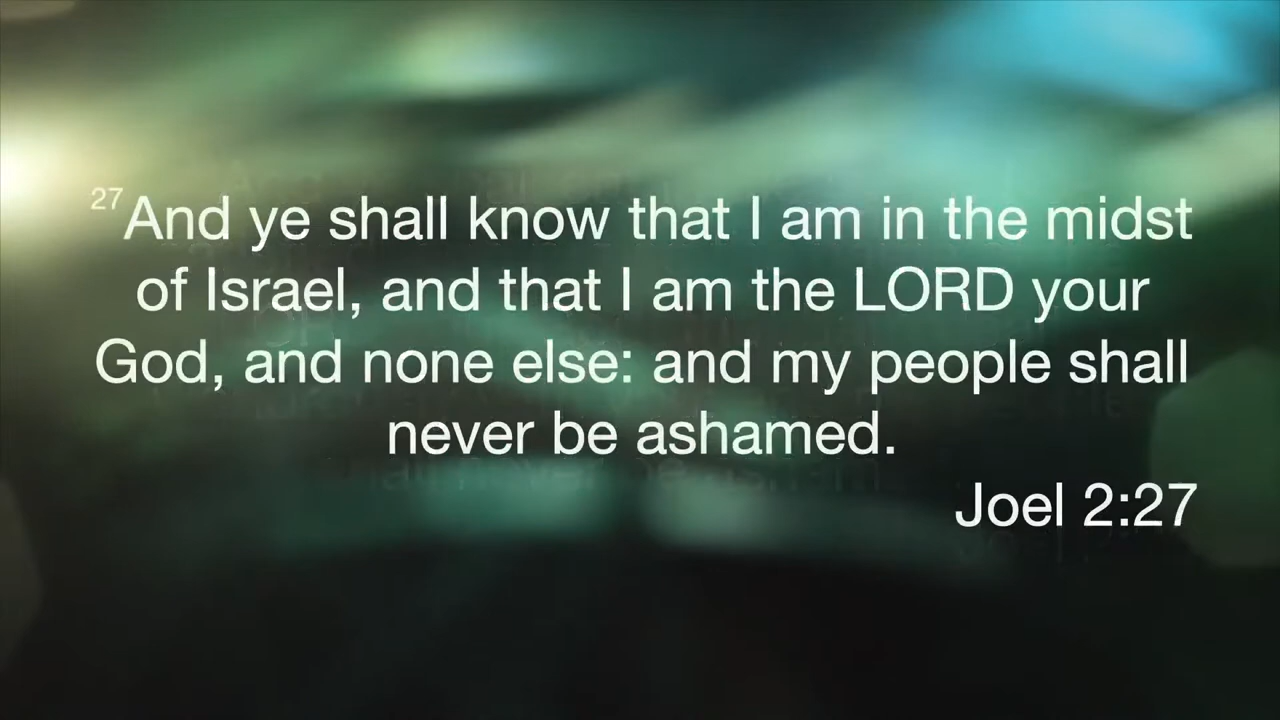 27And ye shall know that I am in the midst
of Israel, and that I am the LORD your
God, and none else: and my people shall
never be ashamed.
Joel 2:27